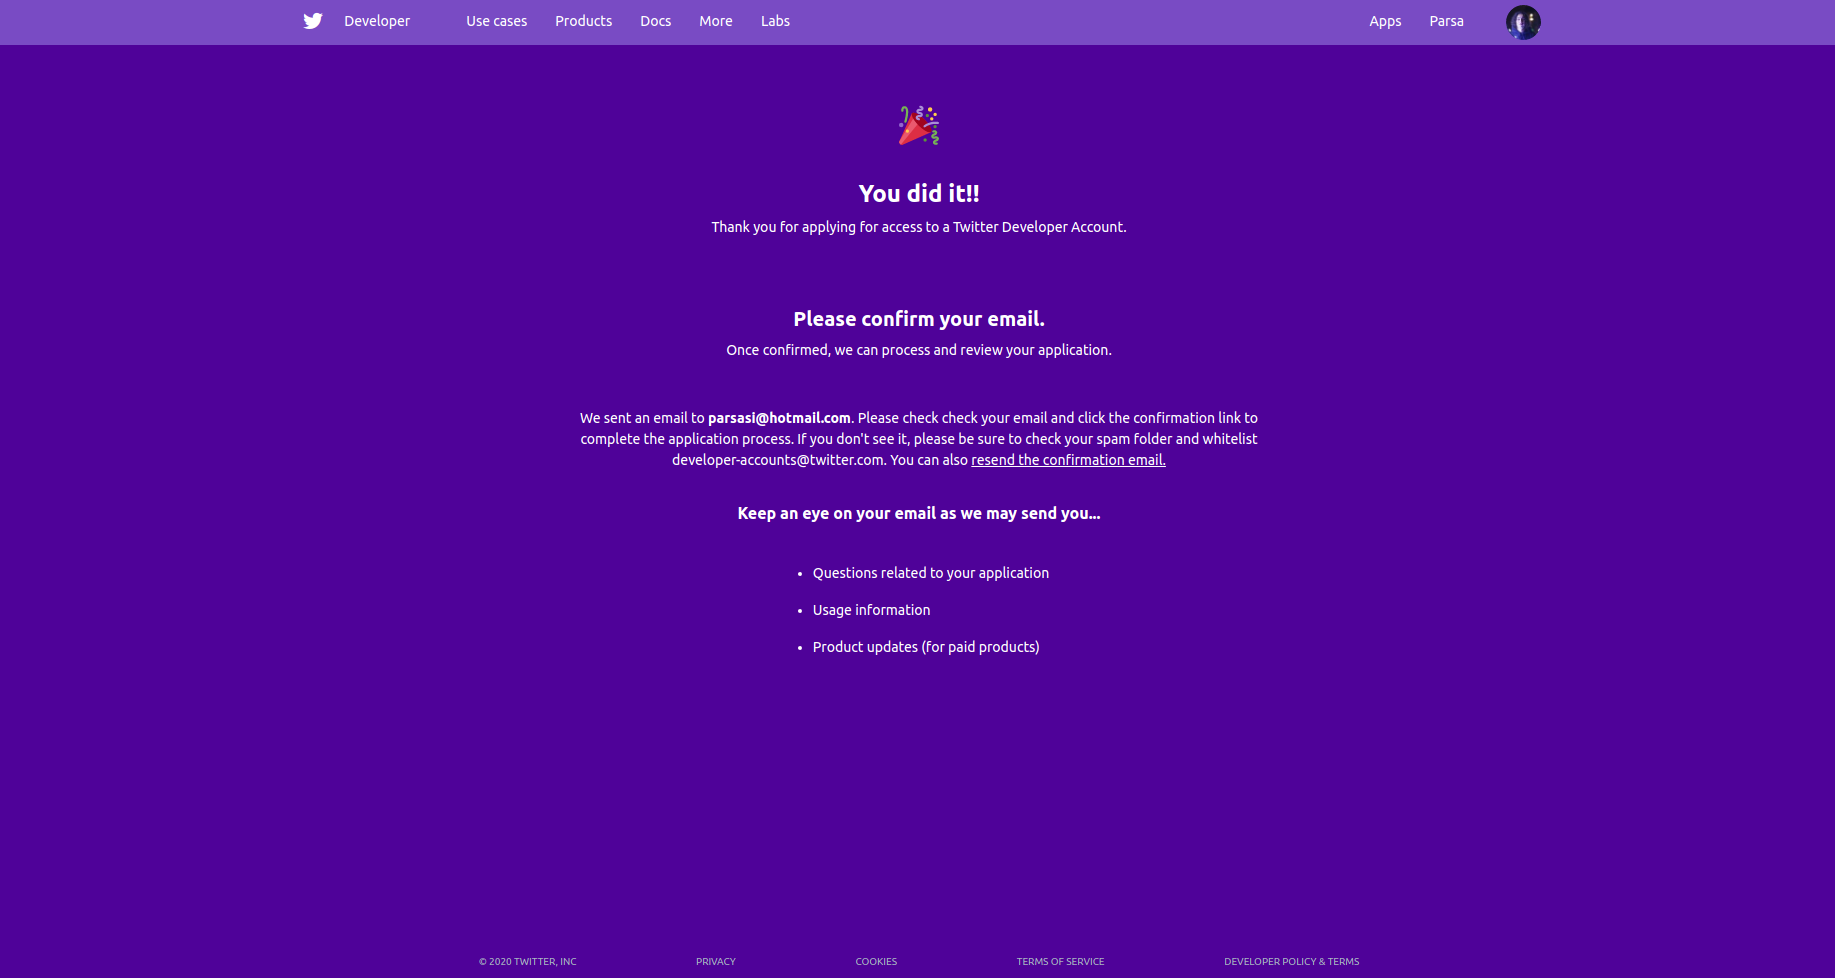 Developer Use cases Products Docs More Labs Apps Parsa
You did it!!
Thank you for applying for access to a Twitter Developer Account.
Please confirm your email.
Once confirmed, we can process and review your application.
We sent an email to parsasi@hotmail.com. Please check check your email and click the confirmation link to
complete the application process. If you don't see it, please be sure to check your spam folder and whitelist
developer-accounts@twitter.com. You can also resend the confirmation email.
Keep an eye on your email as we may send you...
• Questions related to your application
• Usage information
• Product updates (for paid products)
© 2020 TWITTER, INC PRIVACY COOKIES TERMS OF SERVICE DEVELOPER POLICY & TERMS